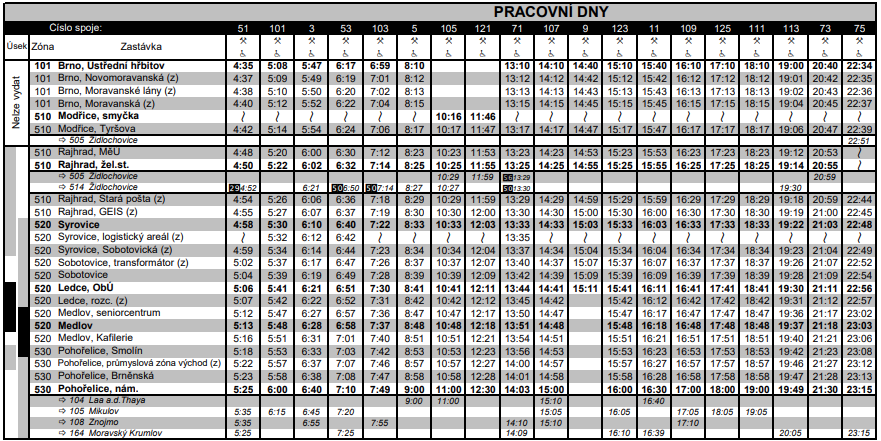 PRACOVNÍ DNY
Číslo spoje: 51 101 3 53 103 5 105 121 71 107 9 123 11 109 125 111 113 73 75
Úsek Zóna Zastávka ⚒ ⚒ ⚒ ⚒ ⚒ ⚒ ⚒ ⚒ ⚒ ⚒ ⚒ ⚒ ⚒ ⚒ ⚒ ⚒ ⚒ ⚒ ⚒
♿ ♿ ♿ ♿ ♿ ♿ ♿ ♿ ♿ ♿ ♿ ♿ ♿ ♿ ♿ ♿ ♿ ♿ ♿
Nelze vydat
101 Brno, Ústřední hřbitov 4:35 5:08 5:47 6:17 6:59 8:10 13:10 14:10 14:40 15:10 15:40 16:10 17:10 18:10 19:00 20:40 22:34
101 Brno, Novomoravanská (z) 4:37 5:09 5:49 6:19 7:01 8:12 13:12 14:12 14:42 15:12 15:42 16:12 17:12 18:12 19:01 20:42 22:35
101 Brno, Moravanské lány (z) 4:38 5:10 5:50 6:20 7:02 8:13 13:13 14:13 14:43 15:13 15:43 16:13 17:13 18:13 19:02 20:43 22:36
101 Brno, Moravanská (z) 4:40 5:12 5:52 6:22 7:04 8:15 13:15 14:15 14:45 15:15 15:45 16:15 17:15 18:15 19:04 20:45 22:37
510 Modřice, smyčka ≀ ≀ ≀ ≀ ≀ ≀ 10:16 11:46 ≀ ≀ ≀ ≀ ≀ ≀ ≀ ≀ ≀ ≀ ≀
510 Modřice, Tyršova 4:42 5:14 5:54 6:24 7:06 8:17 10:17 11:47 13:17 14:17 14:47 15:17 15:47 16:17 17:17 18:17 19:06 20:47 22:39
⇨ 505 Židlochovice 22:51
510 Rajhrad, MěÚ 4:48 5:20 6:00 6:30 7:12 8:23 10:23 11:53 13:23 14:23 14:53 15:23 15:53 16:23 17:23 18:23 19:12 20:53 ≀
510 Rajhrad, žel.st. 4:50 5:22 6:02 6:32 7:14 8:25 10:25 11:55 13:25 14:25 14:55 15:25 15:55 16:25 17:25 18:25 19:14 20:55 ≀
⇨ 505 Židlochovice 10:29 11:59 56 13:29 20:59
⇨ 514 Židlochovice 29 4:52 6:21 50 6:50 50 7:14 8:27 10:27 50 13:30 19:30
510 Rajhrad, Stará pošta (z) 4:54 5:26 6:06 6:36 7:18 8:29 10:29 11:59 13:29 14:29 14:59 15:29 15:59 16:29 17:29 18:29 19:18 20:59 22:44
510 Rajhrad, GEIS (z) 4:55 5:27 6:07 6:37 7:19 8:30 10:30 12:00 13:30 14:30 15:00 15:30 16:00 16:30 17:30 18:30 19:19 21:00 22:45
520 Syrovice 4:58 5:30 6:10 6:40 7:22 8:33 10:33 12:03 13:33 14:33 15:03 15:33 16:03 16:33 17:33 18:33 19:22 21:03 22:48
520 Syrovice, logistický areál (z) ≀ 5:32 6:12 6:42 ≀ ≀ ≀ ≀ 13:35 ≀ ≀ ≀ ≀ ≀ ≀ ≀ ≀ ≀ ≀
520 Syrovice, Sobotovická (z) 4:59 5:34 6:14 6:44 7:23 8:34 10:34 12:04 13:37 14:34 15:04 15:34 16:04 16:34 17:34 18:34 19:23 21:04 22:49
520 Sobotovice, transformátor (z) 5:02 5:37 6:17 6:47 7:26 8:37 10:37 12:07 13:40 14:37 15:07 15:37 16:07 16:37 17:37 18:37 19:26 21:07 22:52
520 Sobotovice 5:04 5:39 6:19 6:49 7:28 8:39 10:39 12:09 13:42 14:39 15:09 15:39 16:09 16:39 17:39 18:39 19:28 21:09 22:54
520 Ledce, ObÚ 5:06 5:41 6:21 6:51 7:30 8:41 10:41 12:11 13:44 14:41 15:11 15:41 16:11 16:41 17:41 18:41 19:30 21:11 22:56
520 Ledce, rozc. (z) 5:07 5:42 6:22 6:52 7:31 8:42 10:42 12:12 13:45 14:42 15:42 16:12 16:42 17:42 18:42 19:31 21:12 22:57
520 Medlov, seniorcentrum 5:12 5:47 6:27 6:57 7:36 8:47 10:47 12:17 13:50 14:47 15:47 16:17 16:47 17:47 18:47 19:36 21:17 23:02
520 Medlov 5:13 5:48 6:28 6:58 7:37 8:48 10:48 12:18 13:51 14:48 15:48 16:18 16:48 17:48 18:48 19:37 21:18 23:03
520 Medlov, Kafilerie 5:16 5:51 6:31 7:01 7:40 8:51 10:51 12:21 13:54 14:51 15:51 16:21 16:51 17:51 18:51 19:40 21:21 23:06
530 Pohořelice, Smolín 5:18 5:53 6:33 7:03 7:42 8:53 10:53 12:23 13:56 14:53 15:53 16:23 16:53 17:53 18:53 19:42 21:23 23:08
530 Pohořelice, průmyslová zóna východ (z) 5:22 5:57 6:37 7:07 7:46 8:57 10:57 12:27 14:00 14:57 15:57 16:27 16:57 17:57 18:57 19:46 21:27 23:12
530 Pohořelice, Brněnská 5:23 5:58 6:38 7:08 7:47 8:58 10:58 12:28 14:01 14:58 15:58 16:28 16:58 17:58 18:58 19:47 21:28 23:13
530 Pohořelice, nám. 5:25 6:00 6:40 7:10 7:49 9:00 11:00 12:30 14:03 15:00 16:00 16:30 17:00 18:00 19:00 19:49 21:30 23:15
⇨ 104 Laa a.d.Thaya 9:00 11:00 15:10 16:40
⇨ 105 Mikulov 5:35 6:15 6:45 7:20 15:05 16:05 17:05 18:05 19:05
⇨ 108 Znojmo 5:35 6:55 7:55 14:10 15:10 17:10
⇨ 164 Moravský Krumlov 5:25 7:25 14:09 16:10 16:39 20:05 23:15